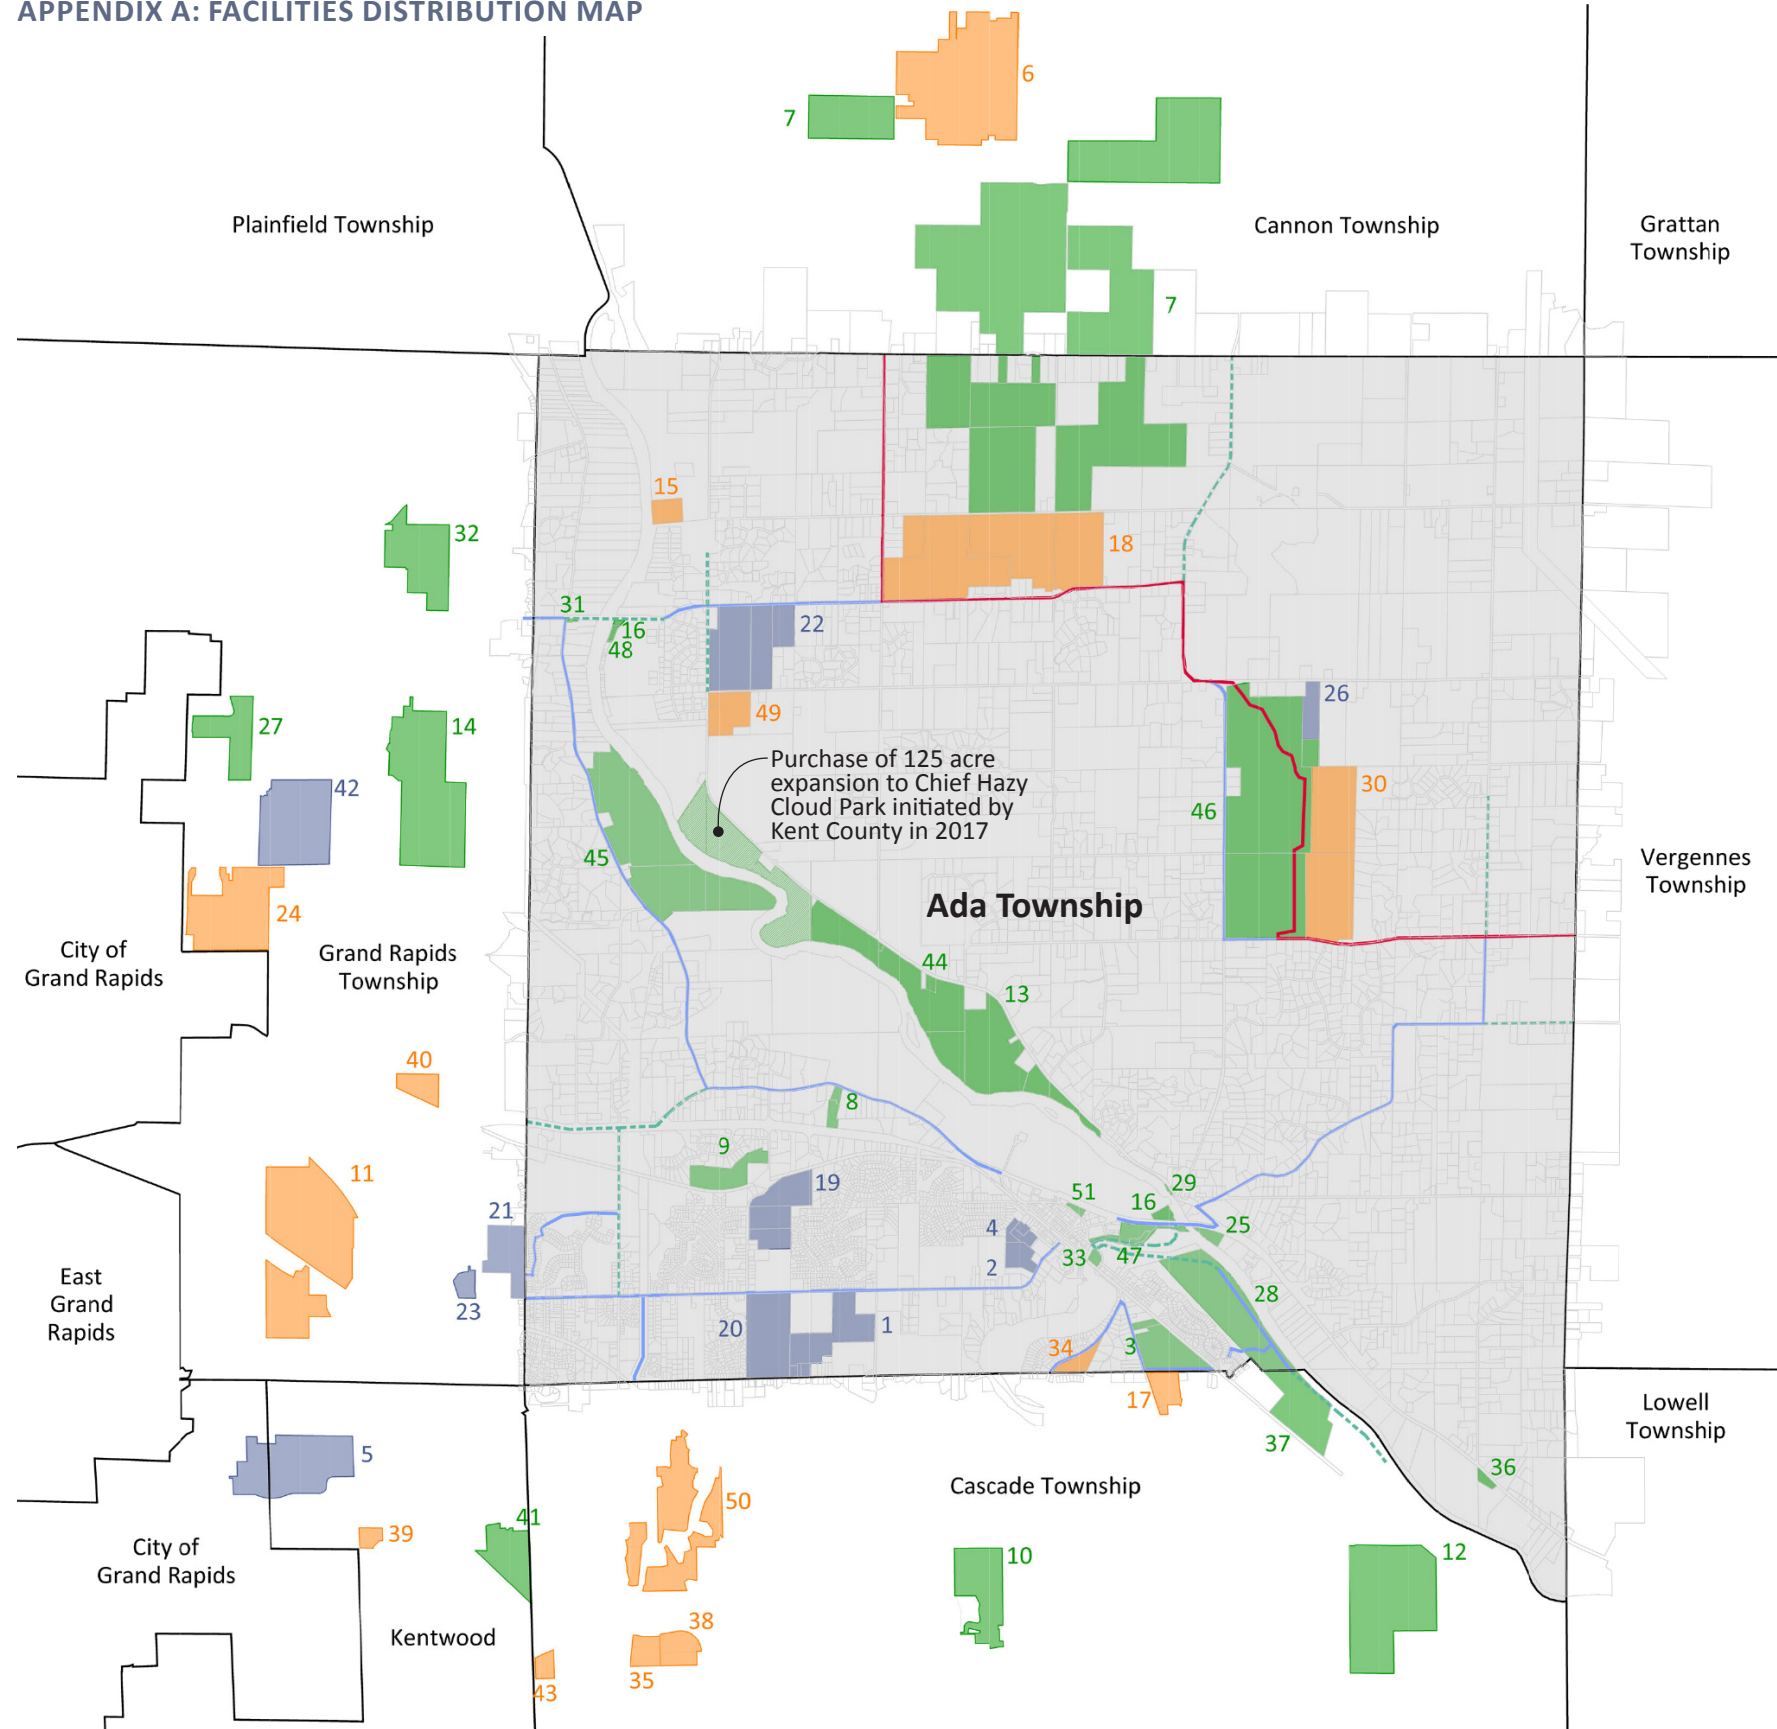 APPENDIX A: FACILITIES DISTRIBUTION MAP
6
7
Plainfield Township
Cannon Township
Grattan
Township
7
15
32
18
31
16
48
22
26
27
14
49
42
Purchase of 125 acre
expansion to Chief Hazy
Cloud Park initiated by
Kent County in 2017
30
46
45
Vergennes
Township
24
Ada Township
City of
Grand Rapids
Grand Rapids
Township
44
13
40
8
9
11
19
29
51
16
21
4
25
33
47
2
East
Grand
Rapids
28
23
20
1
34
3
17
Lowell
Township
37
5
36
Cascade Township
50
41
39
City of
Grand Rapids
10
12
38
Kentwood
35
43